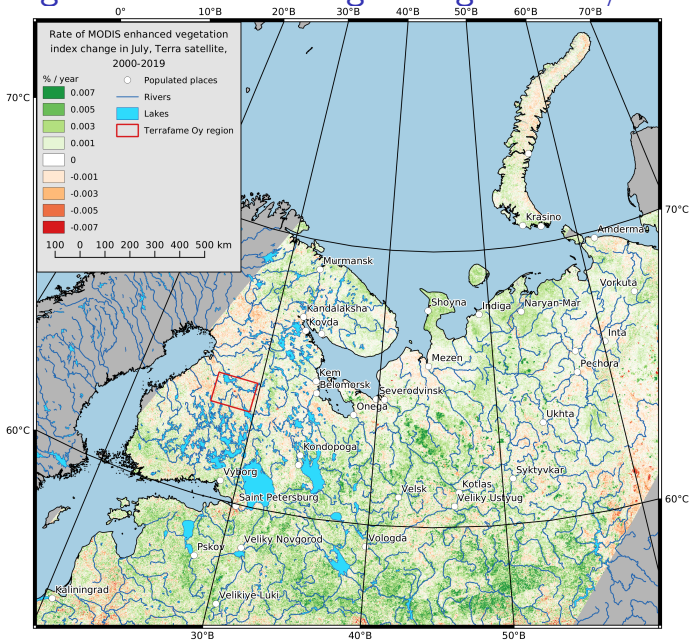 0°
10°В
20°В
30°В
40°В
50°В
60°В
70°В
Rate of MODIS enhanced vegetation
index change in July, Terra satellite,
2000-2019
% / year
0.007
0.005
0.003
0.001
0
-0.001
-0.003
-0.005
-0.007
Populated places
Rivers
Lakes
Terrafame Oy region
100 0 100 200 300 400 500 km
70°C
70°C
Krasino
Amderma
Murmansk
Vorkuta
Shoyna
Indiga
Naryan-Mar
Kandalaksha
Kovda
Inta
Mezen
Pechora
Kem
Belomorsk
Severodvinsk
Onega
Ukhta
60°C
Kondopoga
Vyborg
Syktyvkar
Velsk
Kotlas
Saint Petersburg
Veliky Ustyug
60°C
Pskov
Veliky Novgorod
Vologda
Kaliningrad
Velikiye Luki
30°В
40°В
50°В